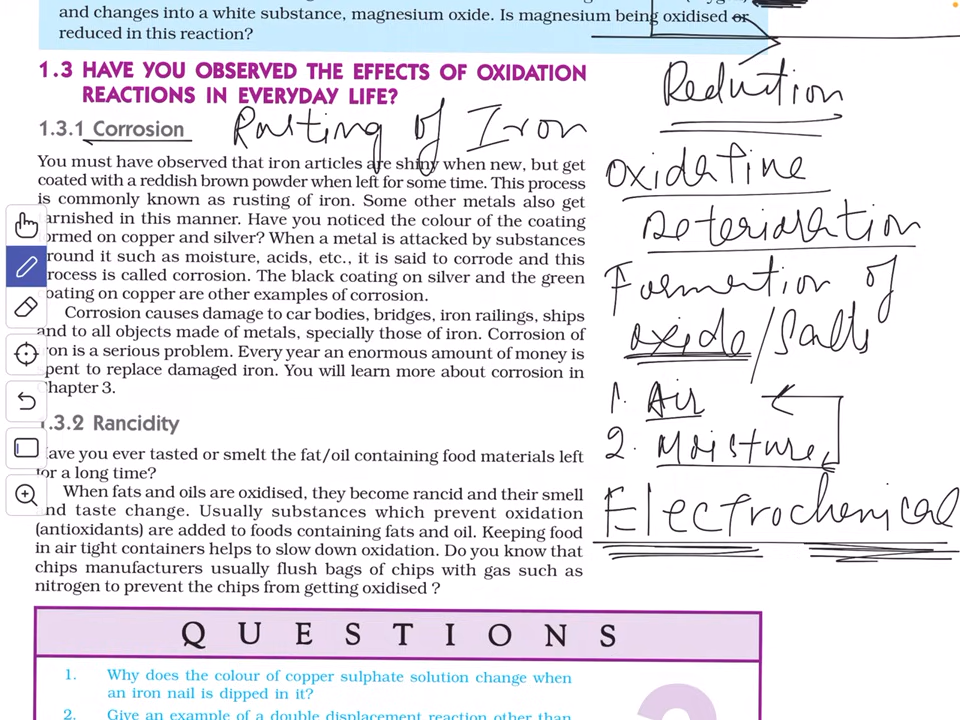 and changes into a white substance, magnesium oxide. Is magnesium being oxidised or
reduced in this reaction?
1.3 HAVE YOU OBSERVED THE EFFECTS OF OXIDATION
REACTIONS IN EVERYDAY LIFE?
1.3.1 Corrosion
Rusting of Iron
You must have observed that iron articles are shiny when new, but get
coated with a reddish brown powder when left for some time. This process
is commonly known as rusting of iron. Some other metals also get
arnished in this manner. Have you noticed the colour of the coating
ormed on copper and silver? When a metal is attacked by substances
round it such as moisture, acids, etc., it is said to corrode and this
rocess is called corrosion. The black coating on silver and the green
oating on copper are other examples of corrosion.
Corrosion causes damage to car bodies, bridges, iron railings, ships
and to all objects made of metals, specially those of iron. Corrosion of
ron is a serious problem. Every year an enormous amount of money is
spent to replace damaged iron. You will learn more about corrosion in
Chapter 3.
1.3.2 Rancidity
Have you ever tasted or smelt the fat/oil containing food materials left
for a long time?
When fats and oils are oxidised, they become rancid and their smell
and taste change. Usually substances which prevent oxidation
(antioxidants) are added to foods containing fats and oil. Keeping food
in air tight containers helps to slow down oxidation. Do you know that
chips manufacturers usually flush bags of chips with gas such as
nitrogen to prevent the chips from getting oxidised ?
Reduction
Oxidative
Deterioration
Formation of
oxide/Salts
1. Air
2. Moisture
Electrochemical
QUESTIONS
1. Why does the colour of copper sulphate solution change when
an iron nail is dipped in it?
2. Give an example of a double displacement reaction other than